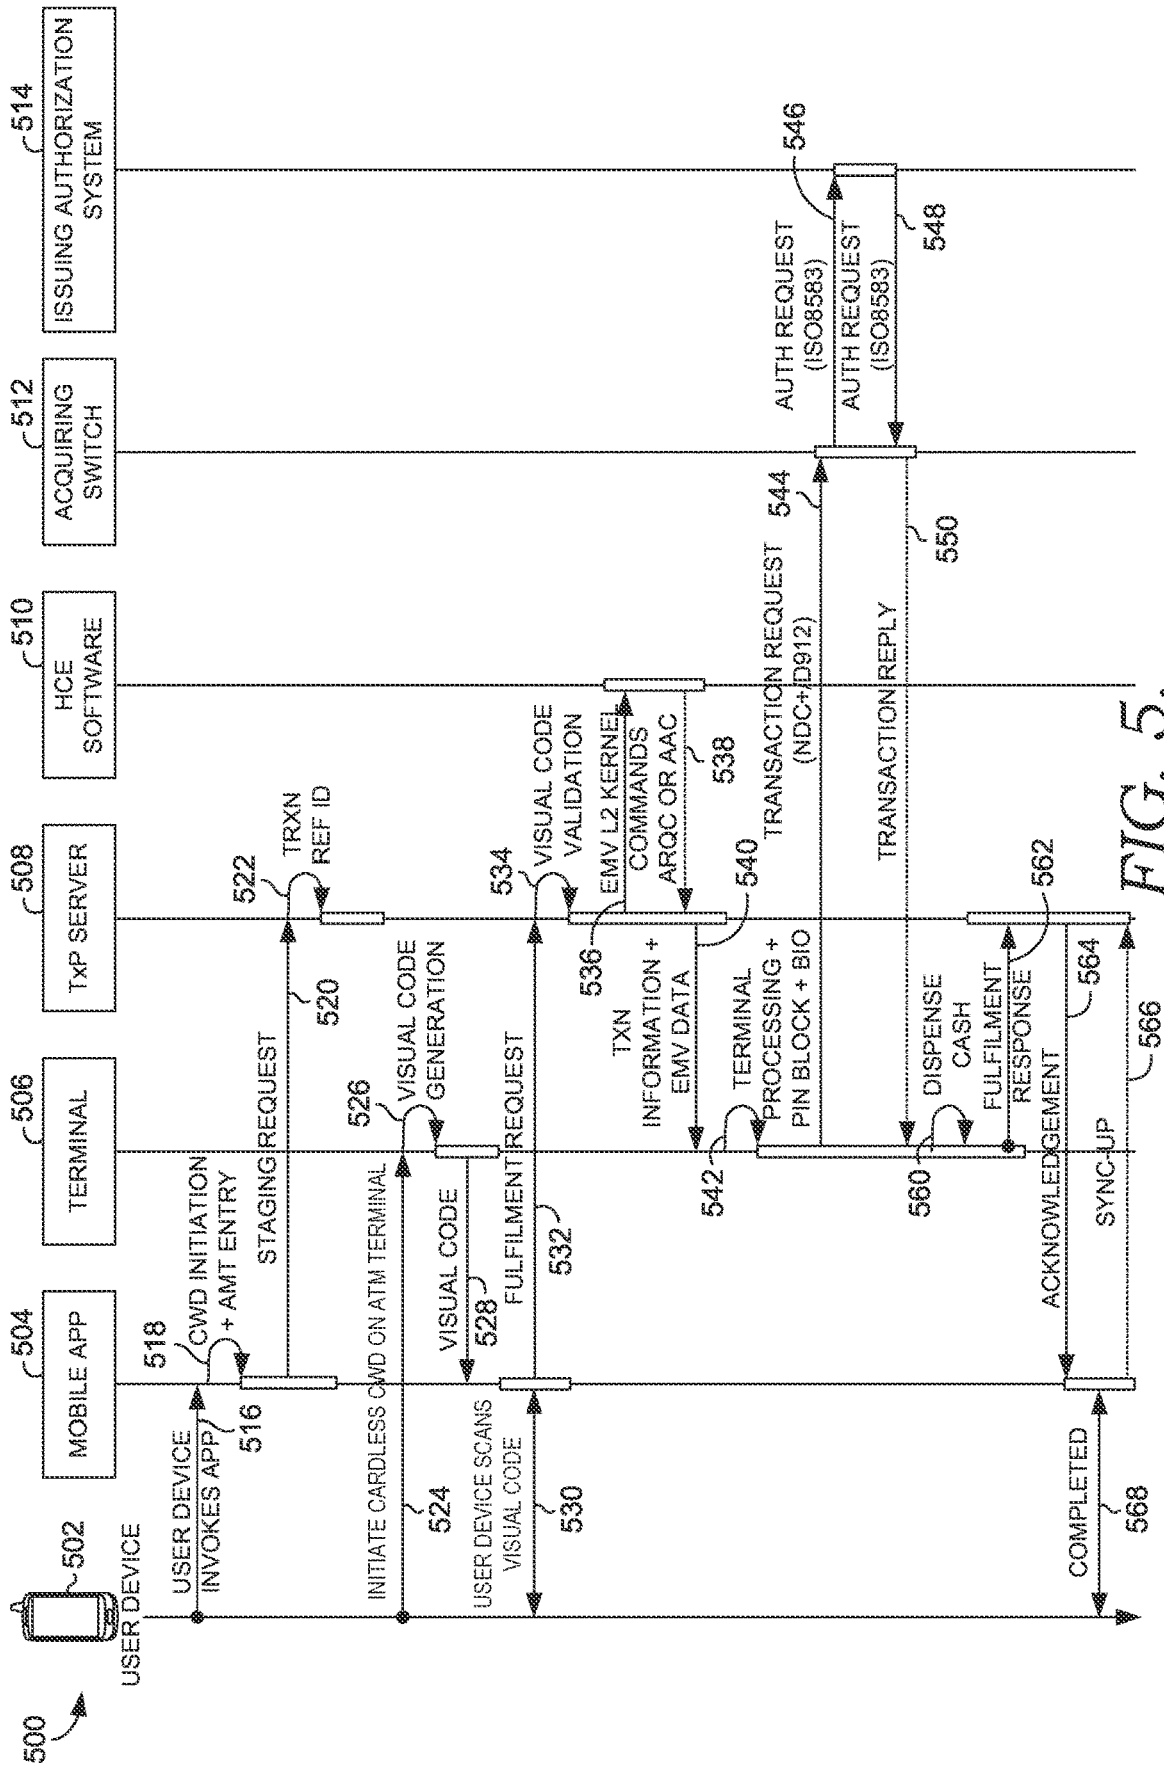 500
502
USER DEVICE
504
MOBILE APP
506
TERMINAL
508
TxP SERVER
510
HCE
SOFTWARE
512
ACQUIRING
SWITCH
514
ISSUING AUTHORIZATION
SYSTEM
USER DEVICE
INVOKES APP
516
518
CWD INITIATION
+ AMT ENTRY
STAGING REQUEST
520
522
TRXN
REF ID
INITIATE CARDLESS CWD ON ATM TERMINAL
524
526
VISUAL CODE
GENERATION
VISUAL CODE
528
USER DEVICE SCANS
VISUAL CODE
530
FULFILMENT REQUEST
532
534
VISUAL CODE
VALIDATION
536
EMV L2 KERNEL
COMMANDS
ARQC OR AAC
538
TXN
INFORMATION +
EMV DATA
540
542
TERMINAL
PROCESSING +
PIN BLOCK + BIO
TRANSACTION REQUEST
(NDC+/D912)
544
AUTH REQUEST
(ISO8583)
546
AUTH REQUEST
(ISO8583)
548
TRANSACTION REPLY
550
560
DISPENSE
CASH
FULFILMENT
RESPONSE
562
ACKNOWLEDGEMENT
564
SYNC-UP
566
COMPLETED
568
FIG. 5.